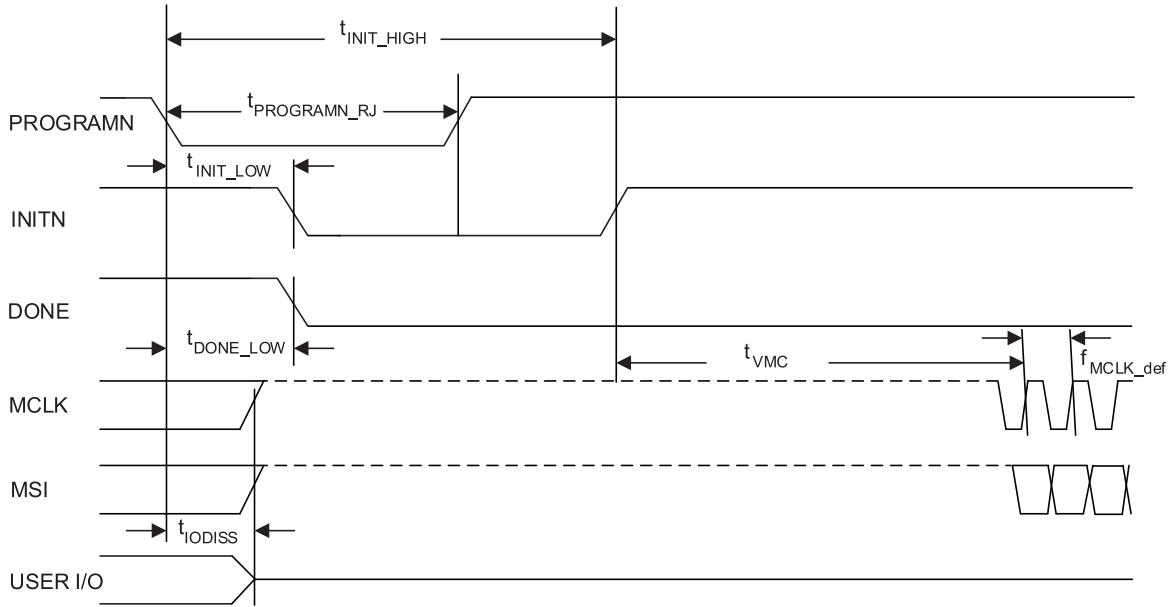 tINIT_HIGH
tPROGRAMN_RJ
PROGRAMN
tINIT_LOW
INITN
DONE
tDONE_LOW
tVMC
fMCLK_def
MCLK
MSI
tIODISS
USER I/O